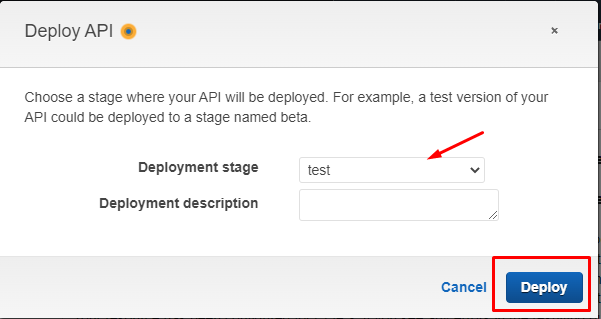 Deploy API
×
Choose a stage where your API will be deployed. For example, a test version of your
API could be deployed to a stage named beta.
Deployment stage test
Deployment description
Cancel Deploy